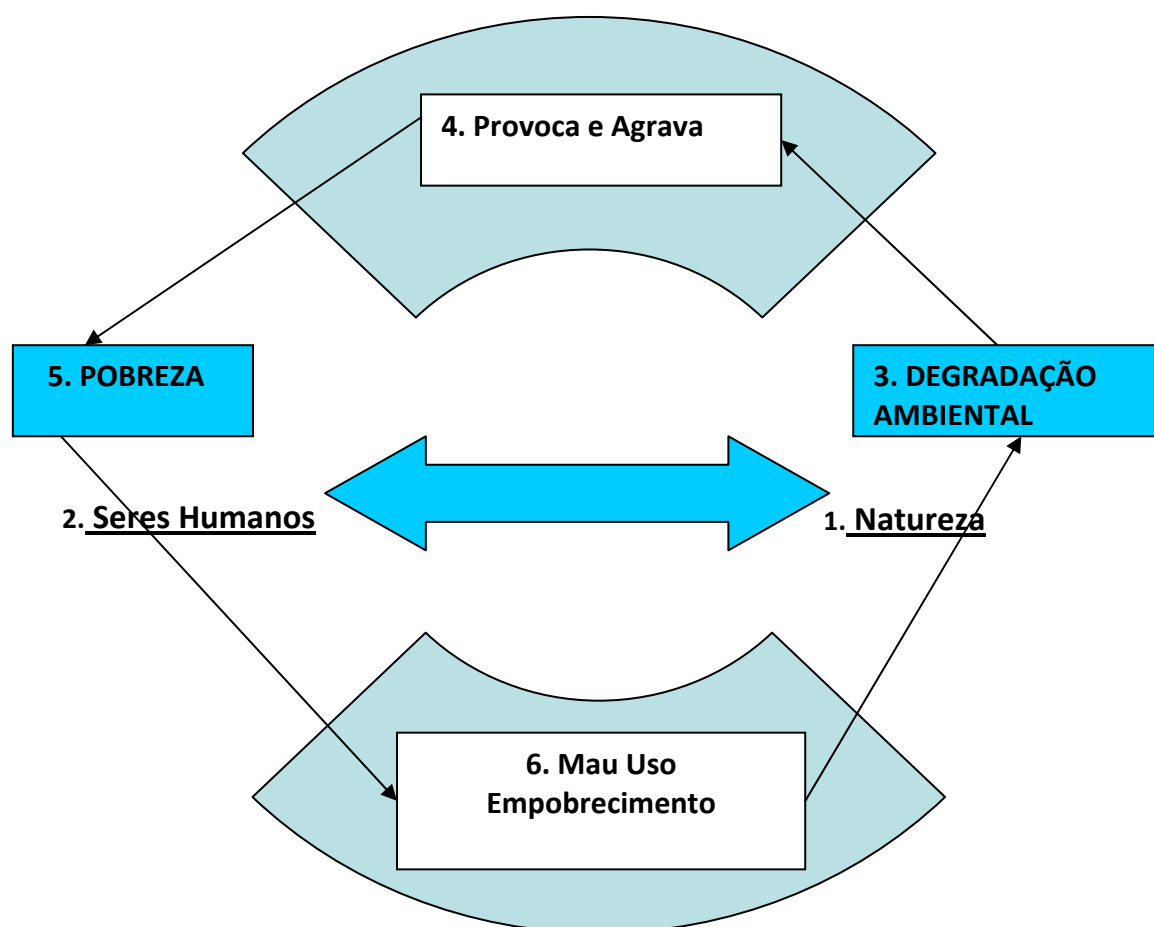 4. Provoca e Agrava
5. POBREZA
3. DEGRADAÇÃO
AMBIENTAL
2. Seres Humanos
1. Natureza
6. Mau Uso
Empobrecimento